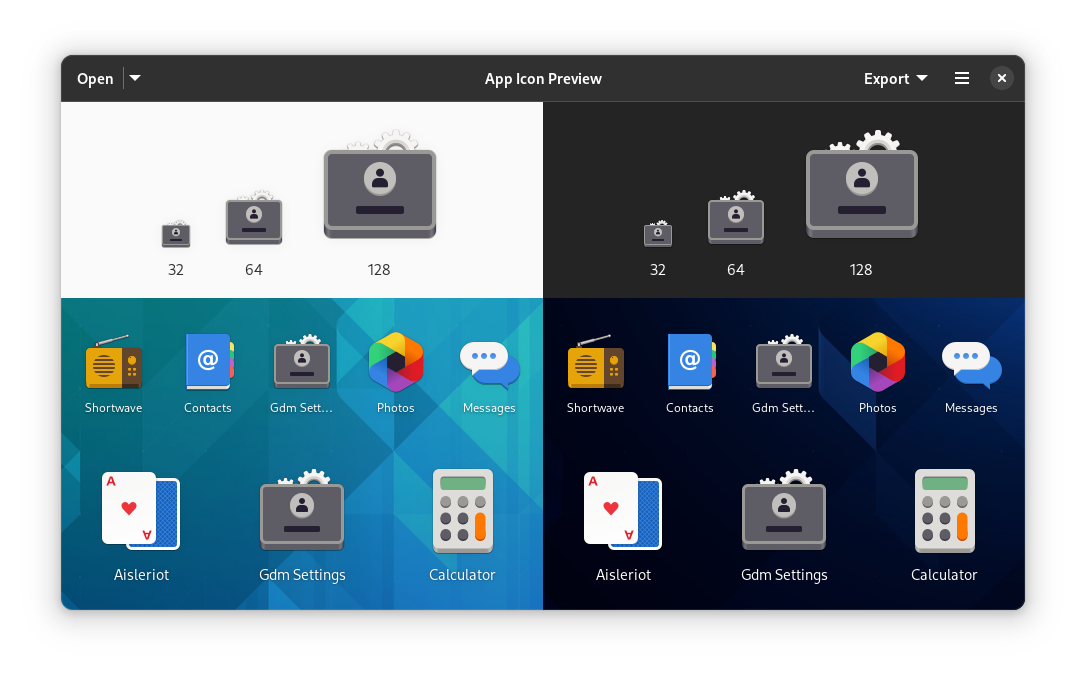 Open
App Icon Preview
Export
32
64
128
32
64
128
Shortwave
Contacts
Gdm Sett...
Photos
Messages
Shortwave
Contacts
Gdm Sett...
Photos
Messages
@
@
A
A
Aisleriot
Gdm Settings
Calculator
A
A
Aisleriot
Gdm Settings
Calculator